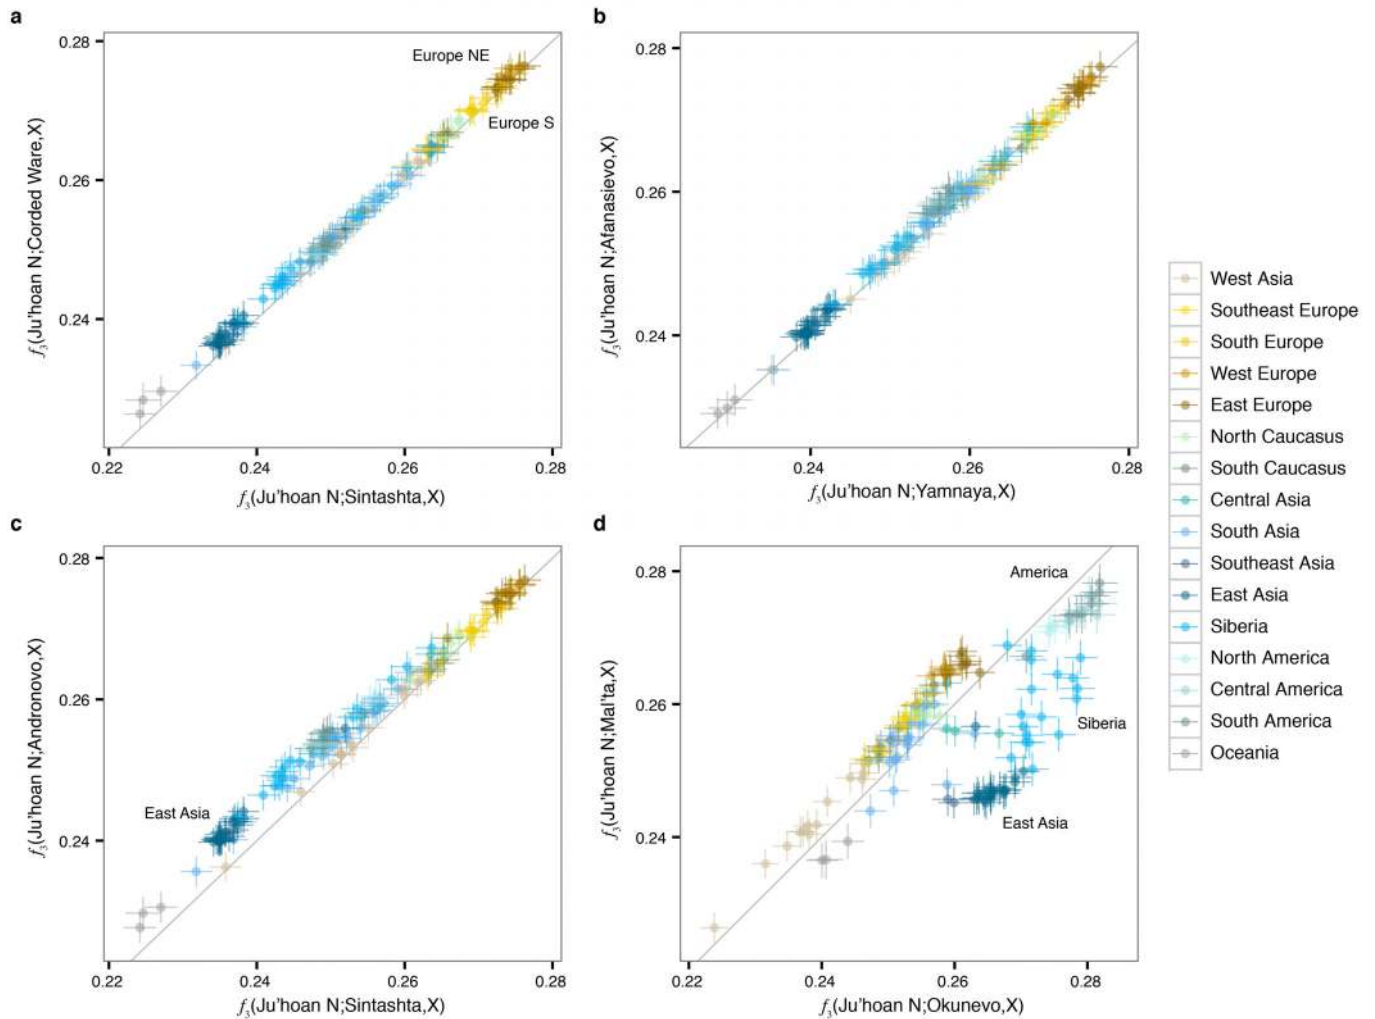 a
b
0.28
0.26
0.24
f3(Ju'hoan N;Corded Ware,X)
Europe NE
Europe S
0.22
0.24
0.26
0.28
f3(Ju'hoan N;Sintashta,X)
0.28
0.26
0.24
f3(Ju'hoan N;Afanasievo,X)
0.24
0.26
0.28
f3(Ju'hoan N;Yamnaya,X)
c
d
0.28
0.26
0.24
f3(Ju'hoan N;Andronovo,X)
East Asia
0.22
0.24
0.26
0.28
f3(Ju'hoan N;Sintashta,X)
0.28
0.26
0.24
f3(Ju'hoan N;Mal'ta,X)
America
Siberia
East Asia
0.22
0.24
0.26
0.28
f3(Ju'hoan N;Okunevo,X)
West Asia
Southeast Europe
South Europe
West Europe
East Europe
North Caucasus
South Caucasus
Central Asia
South Asia
Southeast Asia
East Asia
Siberia
North America
Central America
South America
Oceania